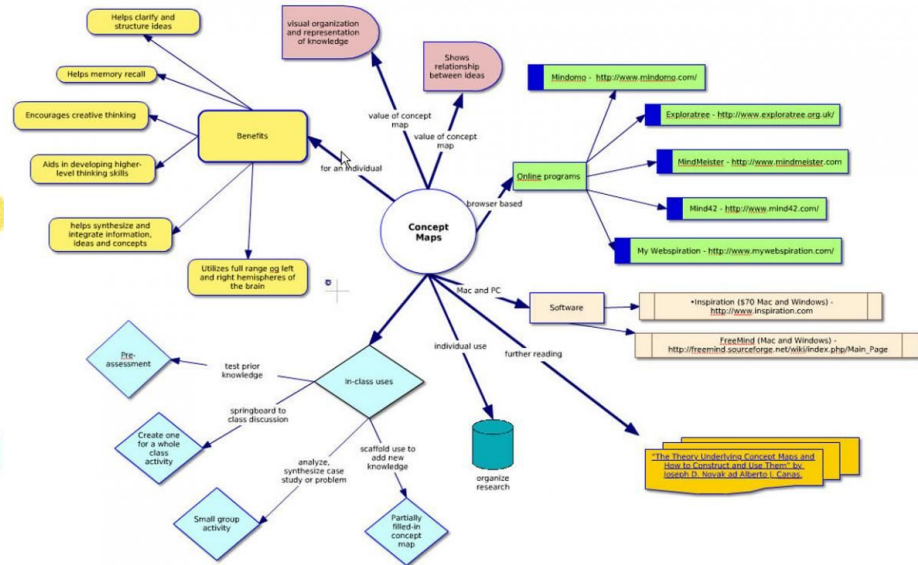 Helps clarify and
structure ideas
Helps memory recall
Encourages creative thinking
Aids in developing higher-
level thinking skills
helps synthesize and
integrate information,
ideas and concepts
Utilizes full range og left
and right hemispheres of
the brain
Benefits
for an individual
visual organization
and representation
of knowledge
value of concept
map
Shows
relationship
between ideas
value of concept
map
Concept
Maps
browser based
Online programs
Mindomo - http://www.mindomo.com/
Exploratree - http://www.exploratree.org.uk/
MindMeister - http://www.mindmeister.com
Mind42 - http://www.mind42.com/
My Webspiration - http://www.mywebspiration.com/
Mac and PC
Software
•Inspiration ($70 Mac and Windows) -
http://www.inspiration.com
FreeMind (Mac and Windows) -
http://freemind.sourceforge.net/wiki/index.php/Main_Page
further reading
"The Theory Underlying Concept Maps and
How to Construct and Use Them" by
Joseph D. Novak ad Alberto J. Canas.
individual use
organize
research
In-class uses
test prior
knowledge
Pre-
assessment
springboard to
class discussion
Create one
for a whole
class
activity
analyze,
synthesize case
study or problem
Small group
activity
scaffold use to
add new
knowledge
Partially
filled-in
concept
map